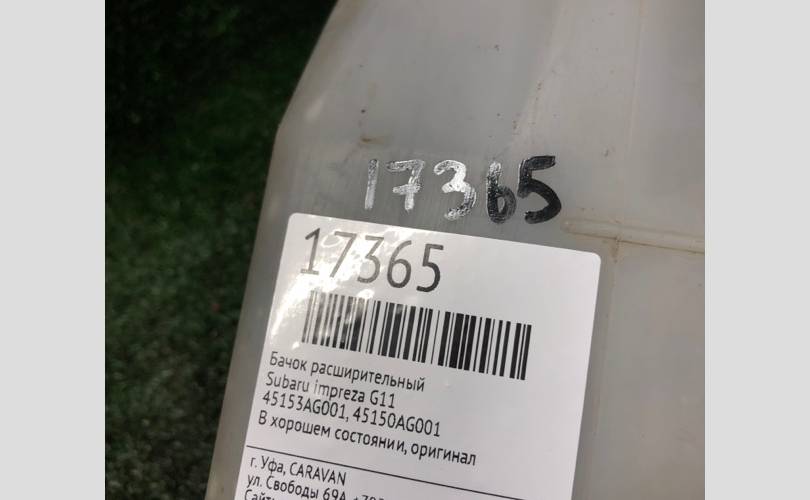 17365
17365
Бачок расширительный
Subaru impreza G11
45153AG001, 45150AG001
В хорошем состоянии, оригинал
г. Уфа, CARAVAN
ул. Свободы 69А